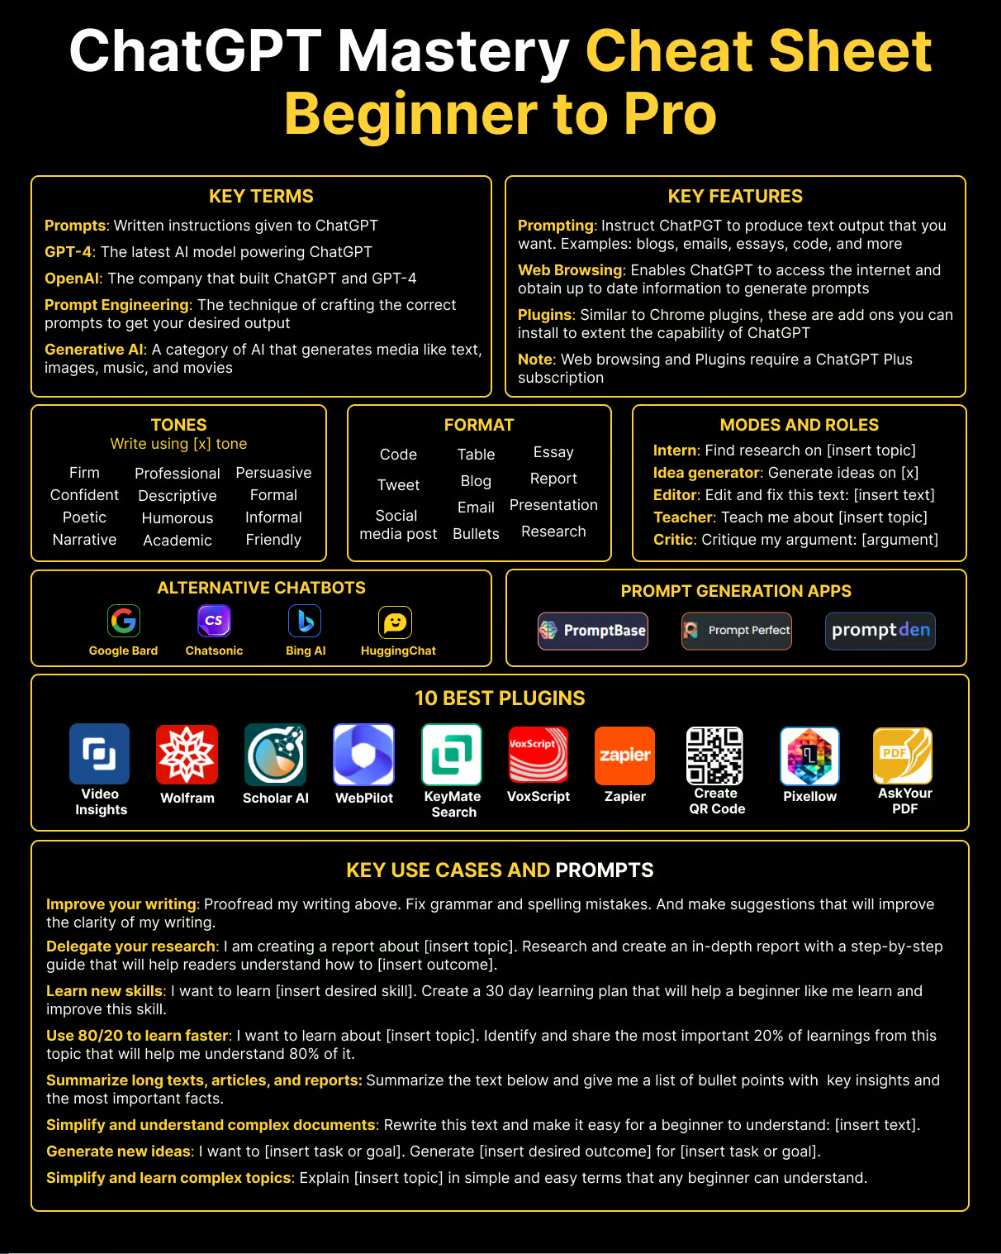 ChatGPT Mastery Cheat Sheet
Beginner to Pro
KEY TERMS
Prompts: Written instructions given to ChatGPT
GPT-4: The latest AI model powering ChatGPT
OpenAI: The company that built ChatGPT and GPT-4
Prompt Engineering: The technique of crafting the correct
prompts to get your desired output
Generative AI: A category of AI that generates media like text,
images, music, and movies
KEY FEATURES
Prompting: Instruct ChatPGT to produce text output that you
want. Examples: blogs, emails, essays, code, and more
Web Browsing: Enables ChatGPT to access the internet and
obtain up to date information to generate prompts
Plugins: Similar to Chrome plugins, these are add ons you can
install to extent the capability of ChatGPT
Note: Web browsing and Plugins require a ChatGPT Plus
subscription
TONES
Write using [x] tone
Firm Professional Persuasive
Confident Descriptive Formal
Poetic Humorous Informal
Narrative Academic Friendly
FORMAT
Code Table Essay
Tweet Blog Report
Social
media post
Email Presentation
Bullets Research
MODES AND ROLES
Intern: Find research on [insert topic]
Idea generator: Generate ideas on [x]
Editor: Edit and fix this text: [insert text]
Teacher: Teach me about [insert topic]
Critic: Critique my argument: [argument]
ALTERNATIVE CHATBOTS
CS
Google Bard Chatsonic Bing AI HuggingChat
PROMPT GENERATION APPS
PromptBase Prompt Perfect promptden
10 BEST PLUGINS
VoxScript zapier PDF
Video
Insights
Wolfram
Scholar AI
WebPilot
KeyMate
Search
VoxScript
Zapier
Create
QR Code
Pixellow
AskYour
PDF
KEY USE CASES AND PROMPTS
Improve your writing: Proofread my writing above. Fix grammar and spelling mistakes. And make suggestions that will improve
the clarity of my writing.
Delegate your research: I am creating a report about [insert topic]. Research and create an in-depth report with a step-by-step
guide that will help readers understand how to [insert outcome].
Learn new skills: I want to learn [insert desired skill]. Create a 30 day learning plan that will help a beginner like me learn and
improve this skill.
Use 80/20 to learn faster: I want to learn about [insert topic]. Identify and share the most important 20% of learnings from this
topic that will help me understand 80% of it.
Summarize long texts, articles, and reports: Summarize the text below and give me a list of bullet points with key insights and
the most important facts.
Simplify and understand complex documents: Rewrite this text and make it easy for a beginner to understand: [insert text].
Generate new ideas: I want to [insert task or goal]. Generate [insert desired outcome] for [insert task or goal].
Simplify and learn complex topics: Explain [insert topic] in simple and easy terms that any beginner can understand.